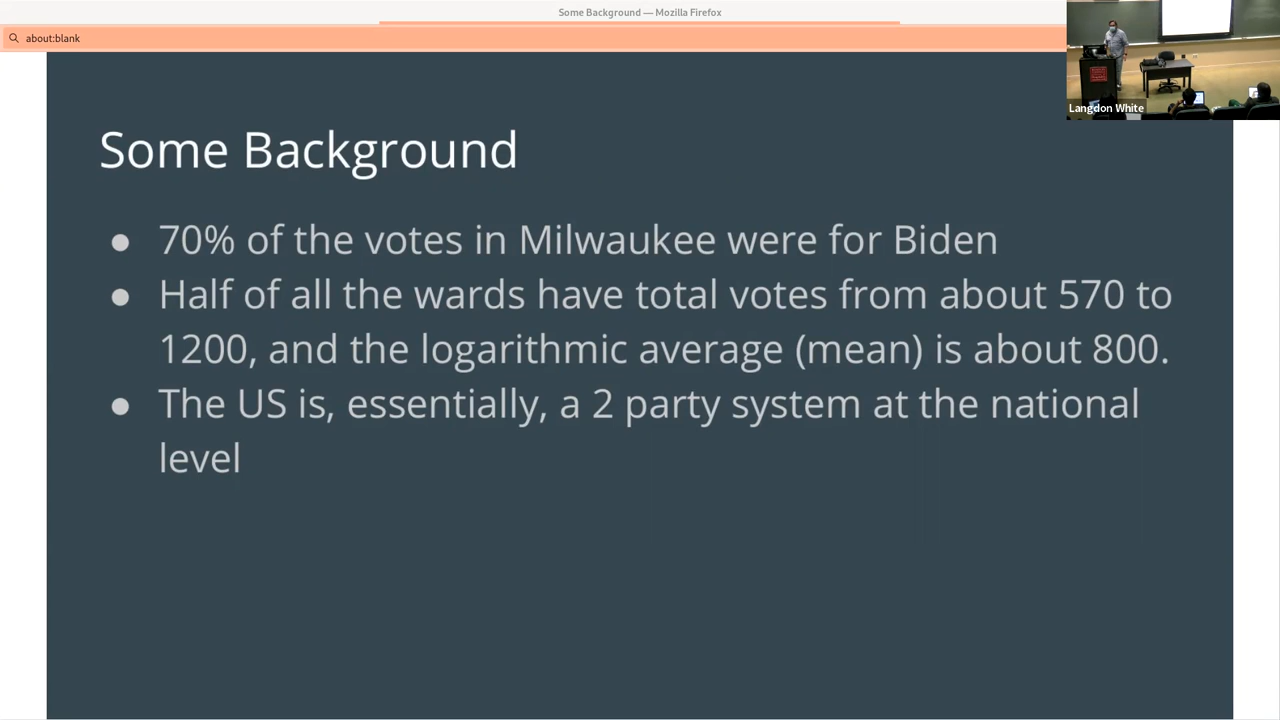 Some Background — Mozilla Firefox
about:blank
Langdon White
Some Background
● 70% of the votes in Milwaukee were for Biden
● Half of all the wards have total votes from about 570 to
1200, and the logarithmic average (mean) is about 800.
● The US is, essentially, a 2 party system at the national
level